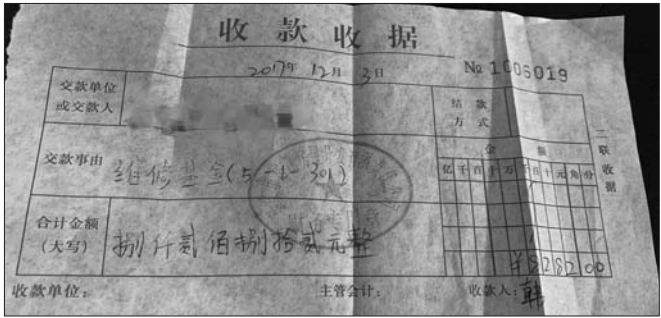 收款收据
2017年 12月 3日 № 1006019
交款单位
或交款人
结款
方式
交款事由 维修基金(5-1-301)
金额
亿千百十万千百十元角分
合计金额
(大写) 捌仟贰佰捌拾贰元整
¥828200
二联收据
收款单位: 主管会计: 收款人:韩